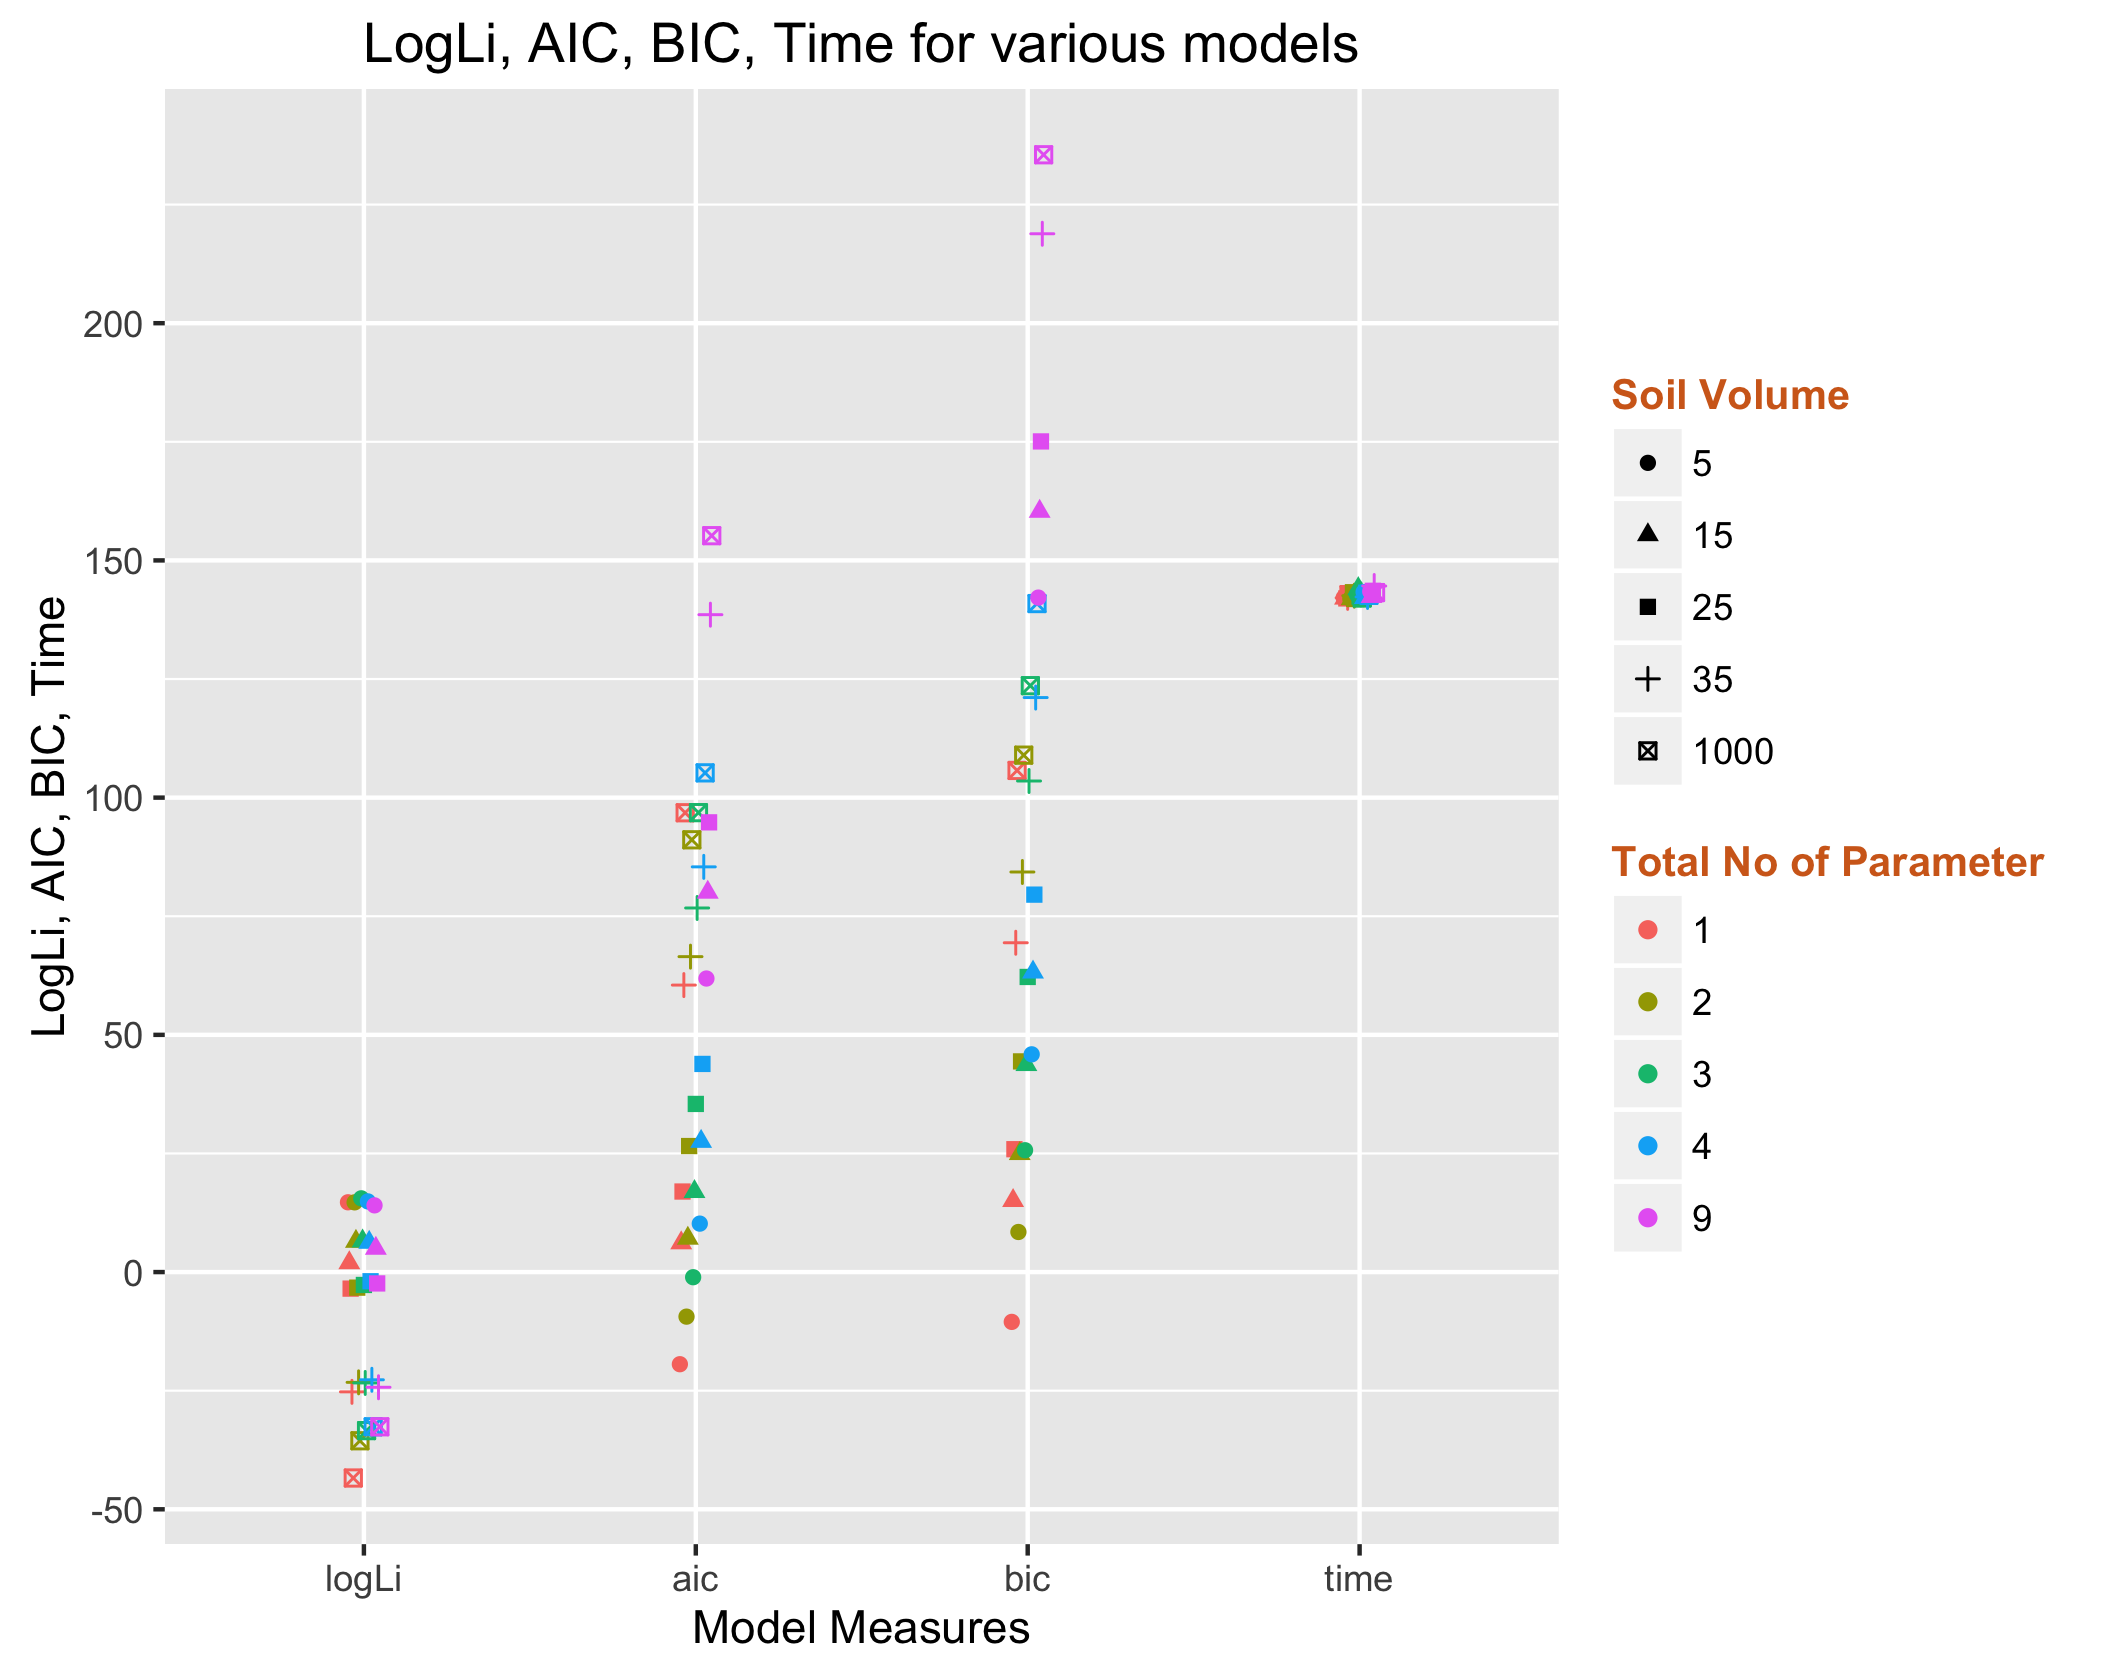 LogLi, AIC, BIC, Time for various models
LogLi, AIC, BIC, Time
200
150
100
50
0
-50
logLi
aic
bic
time
Model Measures
Soil Volume
5
15
25
35
1000
Total No of Parameter
1
2
3
4
9